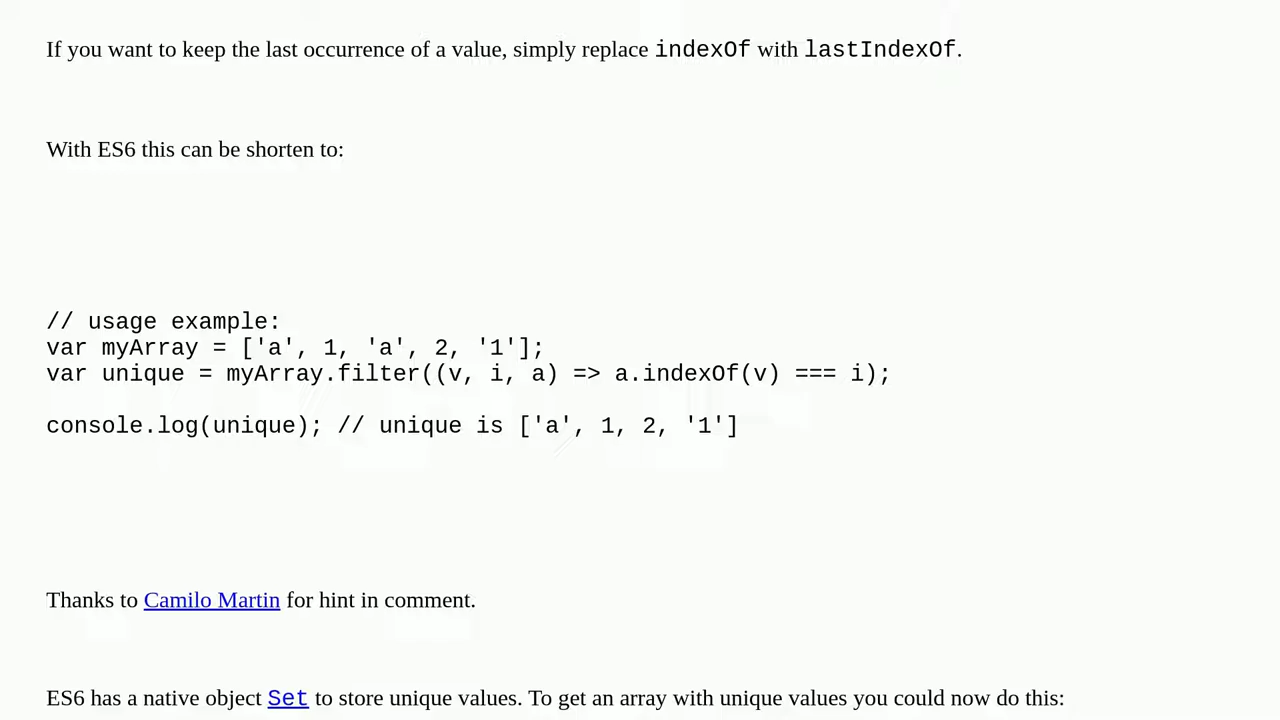 If you want to keep the last occurrence of a value, simply replace indexOf with lastIndexOf.
With ES6 this can be shorten to:
// usage example:
var myArray = ['a', 1, 'a', 2, '1'];
var unique = myArray.filter((v, i, a) => a.indexOf(v) === i);
console.log(unique); // unique is ['a', 1, 2, '1']
Thanks to Camilo Martin for hint in comment.
ES6 has a native object Set to store unique values. To get an array with unique values you could now do this: